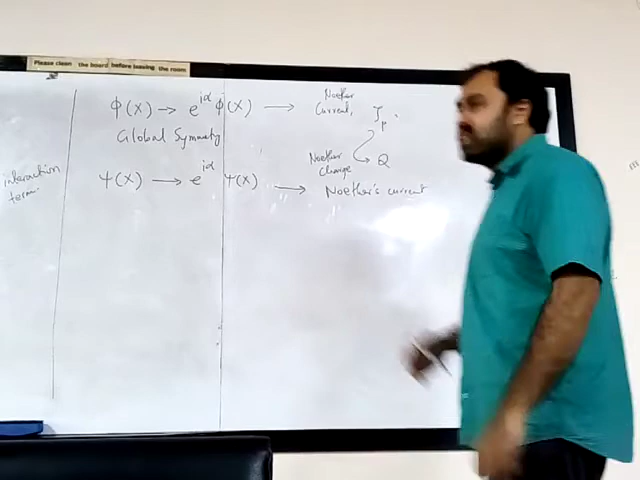 Please clean the board before leaving the room
ϕ(x) → e^{iα} ϕ(x) → Noether Current, J_μ.
Global Symmetry
Noether Charge → Q
interaction term.
ψ(x) → e^{iα} ψ(x) → Noether's current